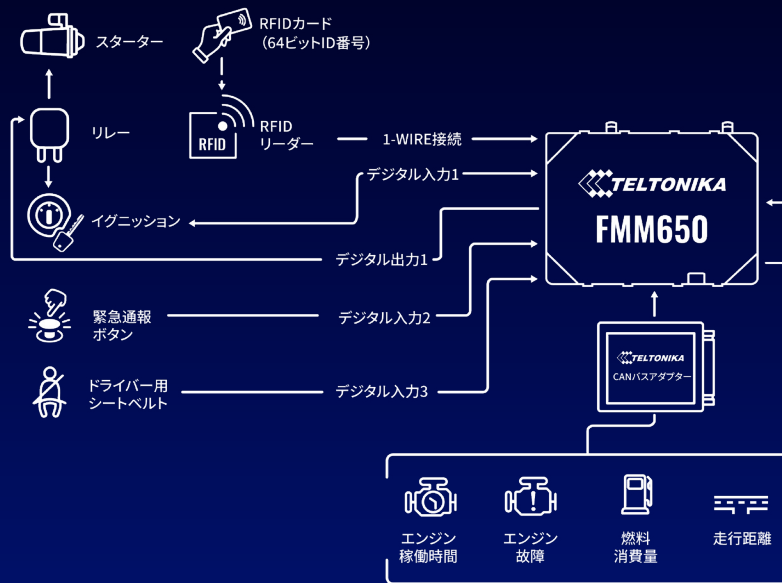 スターター
RFIDカード
(64ビットID番号)
リレー
RFID
RFID
リーダー
1-WIRE接続
デジタル入力1
イグニッション
デジタル出力1
TELTONIKA
FMM650
緊急通報
ボタン
デジタル入力2
ドライバー用
シートベルト
デジタル入力3
TELTONIKA
CANバスアダプター
エンジン
稼働時間
エンジン
故障
燃料
消費量
走行距離